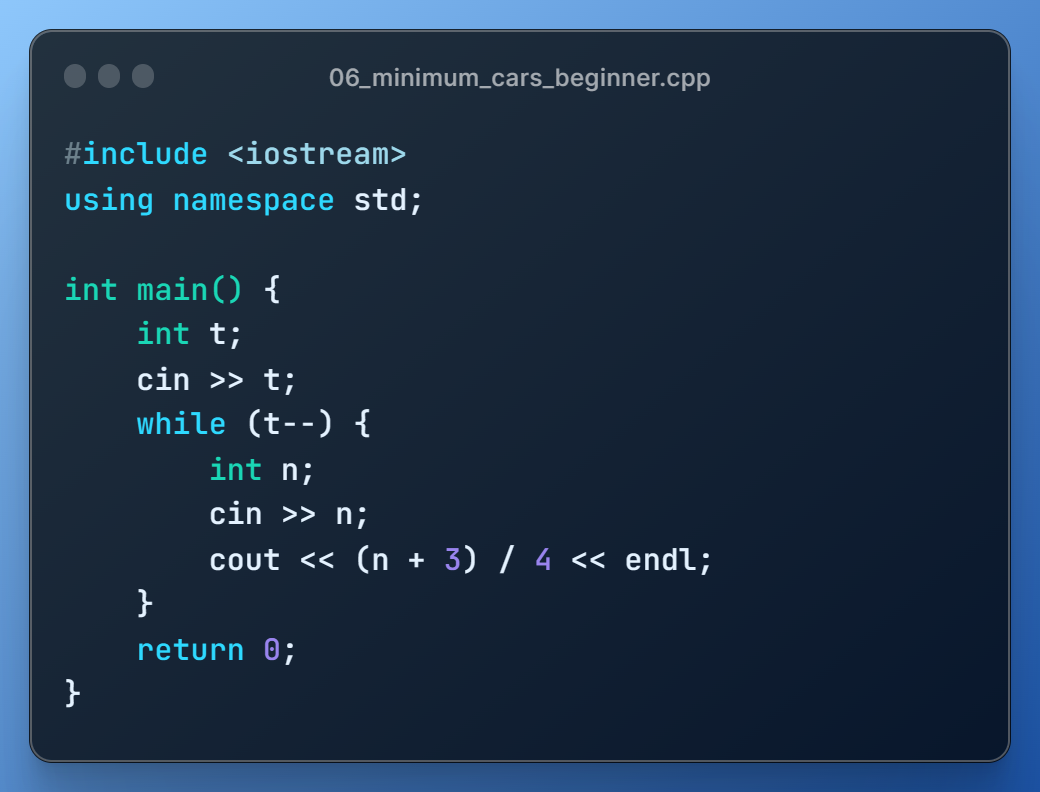 06_minimum_cars_beginner.cpp
#include <iostream>
using namespace std;

int main() {
    int t;
    cin >> t;
    while (t--) {
        int n;
        cin >> n;
        cout << (n + 3) / 4 << endl;
    }
    return 0;
}